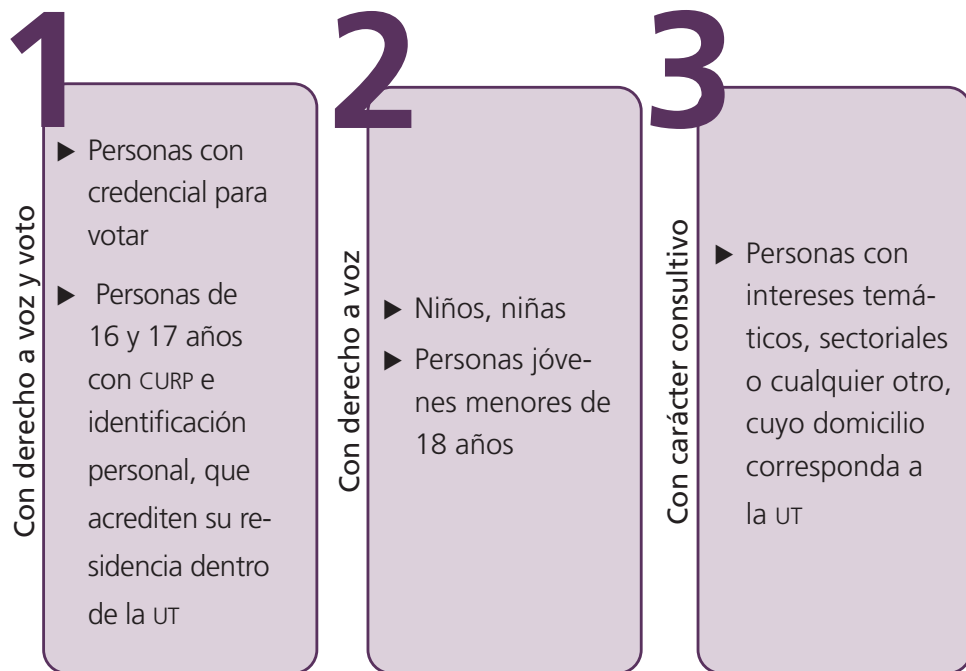 1
Con derecho a voz y voto
▶ Personas con
credencial para
votar
▶ Personas de
16 y 17 años
con CURP e
identificación
personal, que
acrediten su re-
sidencia dentro
de la UT
2
Con derecho a voz
▶ Niños, niñas
▶ Personas jóve-
nes menores de
18 años
3
Con carácter consultivo
▶ Personas con
intereses temá-
ticos, sectoriales
o cualquier otro,
cuyo domicilio
corresponda a
la UT